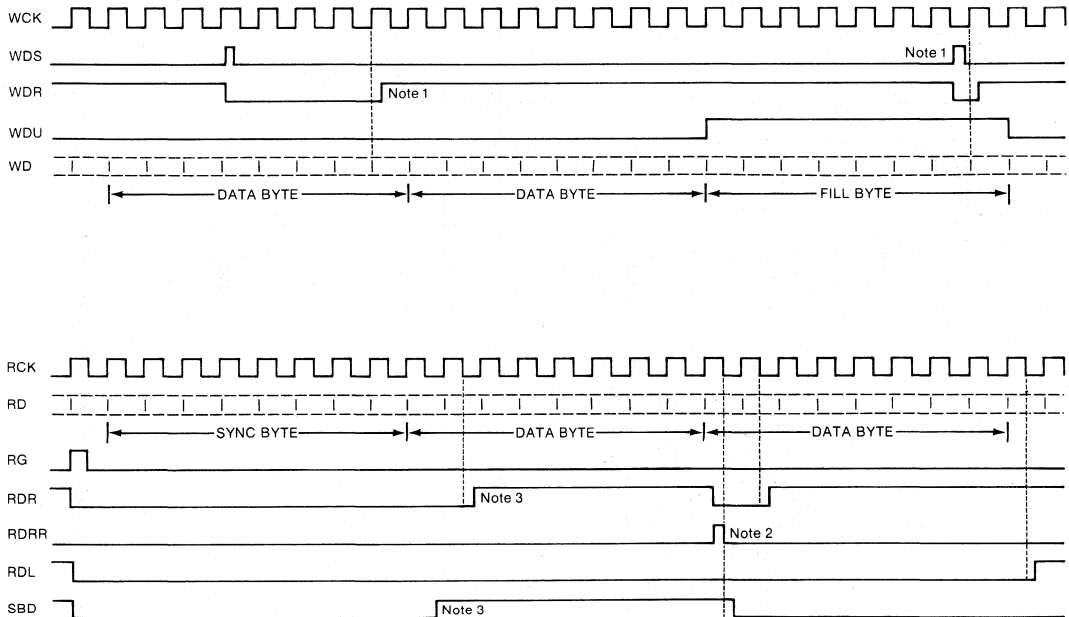 WCK
WDS Note 1
WDR Note 1
WDU
WD
DATA BYTE DATA BYTE FILL BYTE
RCK
RD
SYNC BYTE DATA BYTE DATA BYTE
RG
RDR Note 3
RDRR Note 2
RDL
SBD Note 3